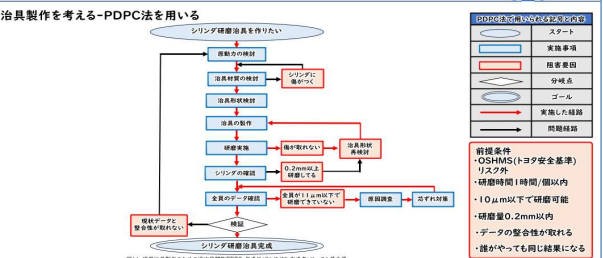 治具製作を考える-PDPC法を用いる
シリンダ研磨治具を作りたい
原動力の検討
治具材質の検討
シリンダに
傷がつく
治具形状検討
治具の製作
研磨実施
傷が取れない
治具形状
再検討
シリンダの確認
0.2mm以上
研磨してる
全員のデータ確認
全員が11μm以下で
研磨できていない
原因調査
芯ずれ対策
現状データと
整合性が取れない
検証
シリンダ研磨治具完成
PDPC法で用いられる記号と内容
スタート
実施事項
阻害要因
分岐点
ゴール
実施した経路
問題経路
前提条件
・OSHMS(トヨタ安全基準)
リスク外
・研磨時間1時間/個以内
・10μm以下で研磨可能
・研磨量0.2mm以内
・データの整合性が取れる
・誰がやっても同じ結果になる